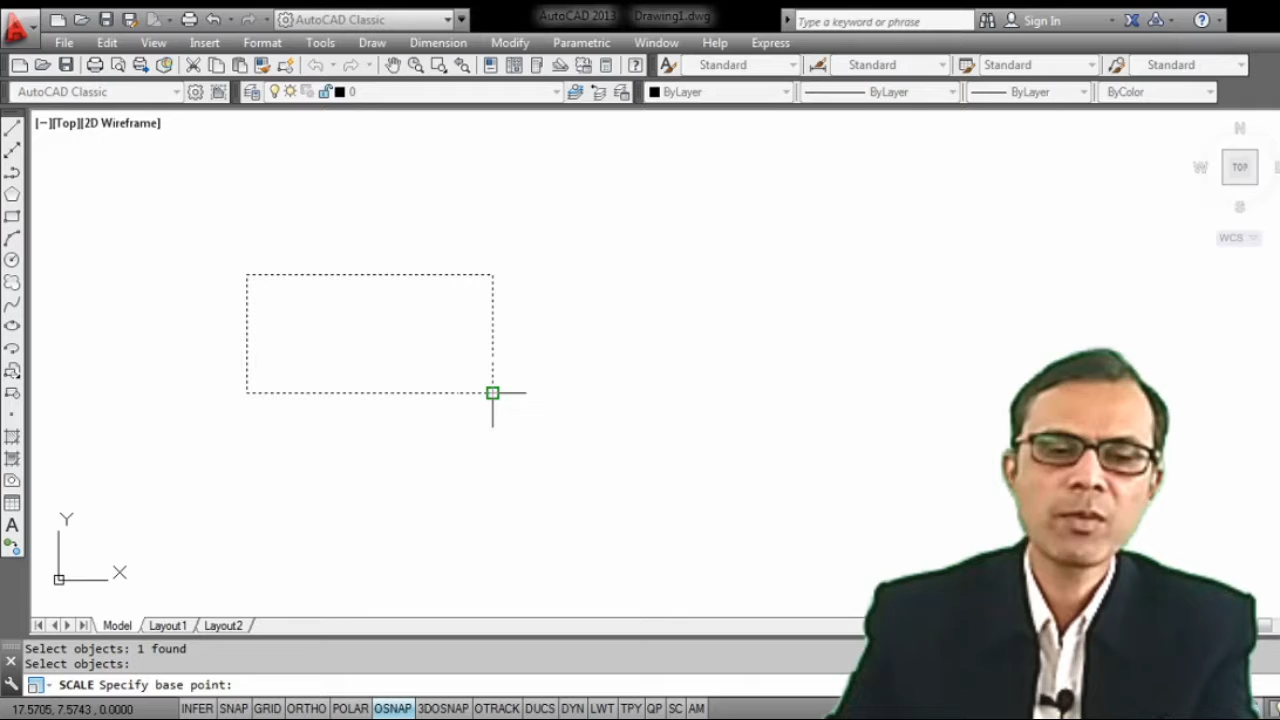 AutoCAD Classic AutoCAD 2013 Drawing1.dwg Type a keyword or phrase Sign In
File Edit View Insert Format Tools Draw Dimension Modify Parametric Window Help Express
Standard Standard Standard Standard
AutoCAD Classic 0 ByLayer ByLayer ByLayer ByColor
[−][Top][2D Wireframe]
N
W TOP
S
WCS
Y
X
Model Layout1 Layout2
Select objects: 1 found
Select objects:
SCALE Specify base point:
17.5705, 7.5743, 0.0000 INFER SNAP GRID ORTHO POLAR OSNAP 3DOSNAP OTRACK DUCS DYN LWT TPY QP SC AM